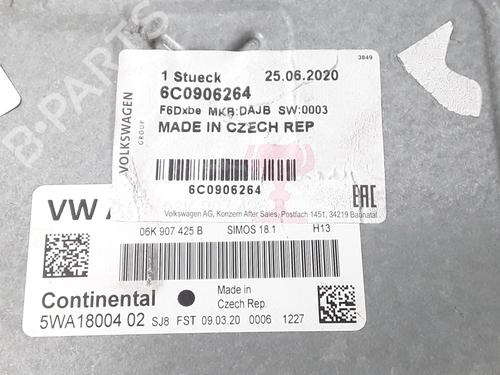 3849
1 Stueck 25.06.2020
6C0906264
F6Dxbe MKB:DAJB SW:0003
MADE IN CZECH REP
VOLKSWAGEN
GROUP
6C0906264
EAC
Volkswagen AG, Konzern After Sales, Postfach 1451, 34219 Baunatal
VW
06K 907 425 B SIMOS 18.1 H13
Continental
Made in
Czech Rep.
5WA18004 02 SJ8 FST 09.03.20 0006 1227
B PARTS